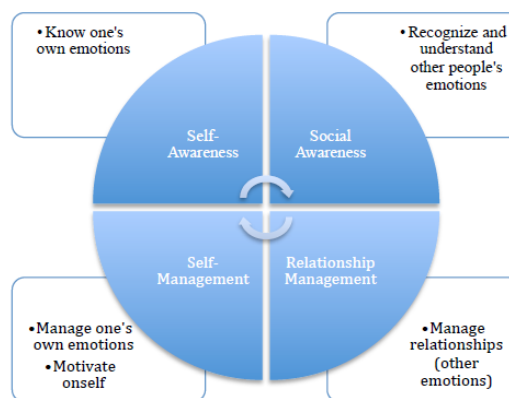 • Know one's
own emotions
• Recognize and
understand
other people's
emotions
Self-
Awareness
Social
Awareness
Self-
Management
Relationship
Management
• Manage one's
own emotions
• Motivate
onself
• Manage
relationships
(other
emotions)